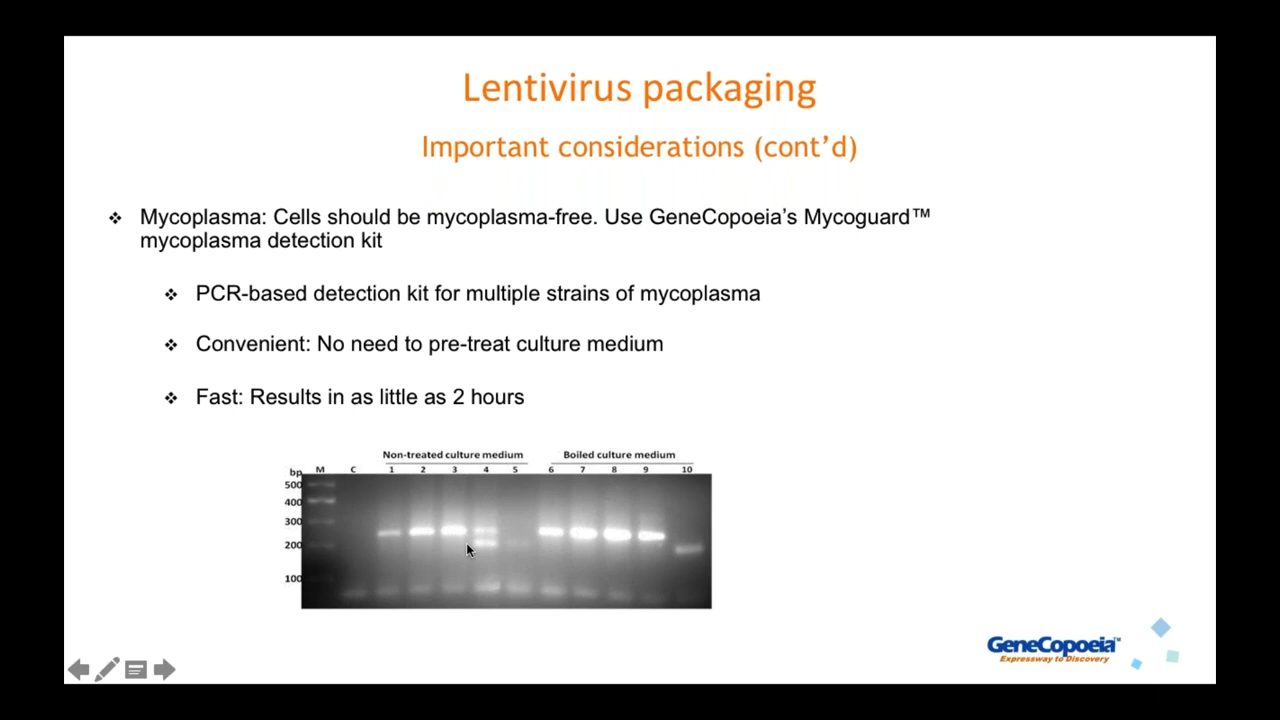 Lentivirus packaging
Important considerations (cont’d)
❖ Mycoplasma: Cells should be mycoplasma-free. Use GeneCopoeia’s Mycoguard™
mycoplasma detection kit
❖ PCR-based detection kit for multiple strains of mycoplasma
❖ Convenient: No need to pre-treat culture medium
❖ Fast: Results in as little as 2 hours
Non-treated culture medium Boiled culture medium
bp M C 1 2 3 4 5 6 7 8 9 10
500
400
300
200
100
GeneCopoeia™
Expressway to Discovery